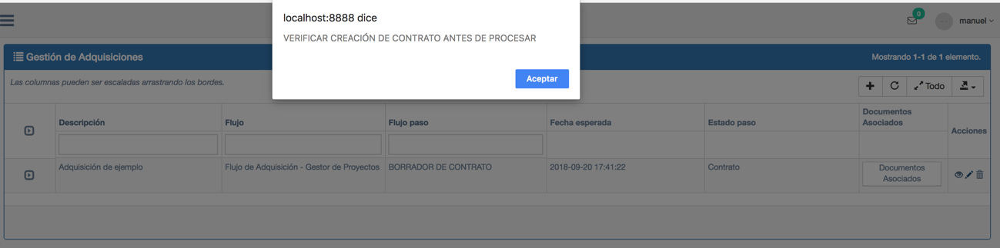 localhost:8888 dice
VERIFICAR CREACIÓN DE CONTRATO ANTES DE PROCESAR
Aceptar
0
manuel
Gestión de Adquisiciones
Mostrando 1-1 de 1 elemento.
Las columnas pueden ser escaladas arrastrando los bordes.
Todo
Descripción
Flujo
Flujo paso
Fecha esperada
Estado paso
Documentos
Asociados
Acciones
Adquisición de ejemplo
Flujo de Adquisición - Gestor de Proyectos
BORRADOR DE CONTRATO
2018-09-20 17:41:22
Contrato
Documentos
Asociados